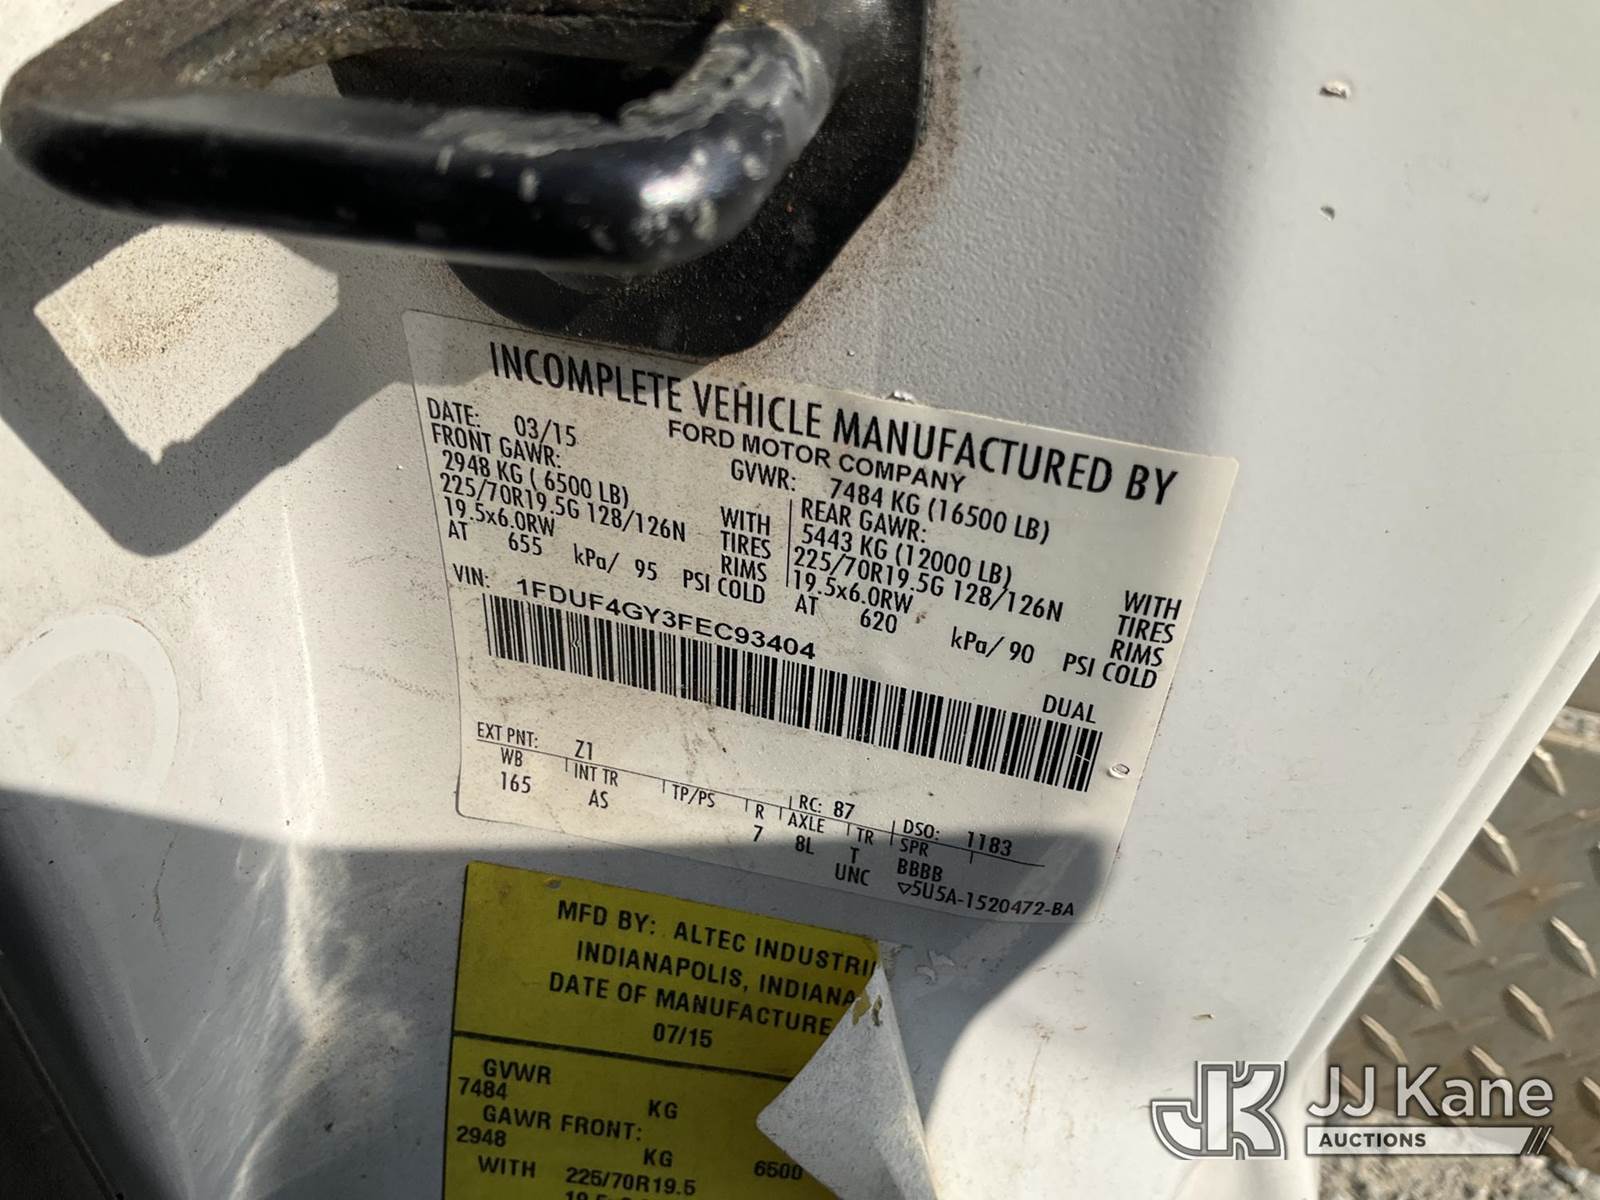 INCOMPLETE VEHICLE MANUFACTURED BY
FORD MOTOR COMPANY
DATE: 03/15 GVWR: 7484 KG (16500 LB)
FRONT GAWR: REAR GAWR:
2948 KG ( 6500 LB) WITH 5443 KG (12000 LB) WITH
225/70R19.5G 128/126N TIRES 225/70R19.5G 128/126N TIRES
19.5x6.0RW RIMS 19.5x6.0RW RIMS
AT 655 kPa/ 95 PSI COLD AT 620 kPa/ 90 PSI COLD
VIN: 1FDUF4GY3FEC93404
DUAL
EXT PNT: Z1 RC: 87 DSO: 1183
WB INT TR TP/PS R AXLE TR SPR
165 AS 7 8L T BBBB
UNC ▽5U5A-1520472-BA
MFD BY: ALTEC INDUSTRI
INDIANAPOLIS, INDIANA
DATE OF MANUFACTURE
07/15
GVWR
7484 KG
GAWR FRONT:
2948 KG 6500
WITH 225/70R19.5
JK JJ Kane
AUCTIONS